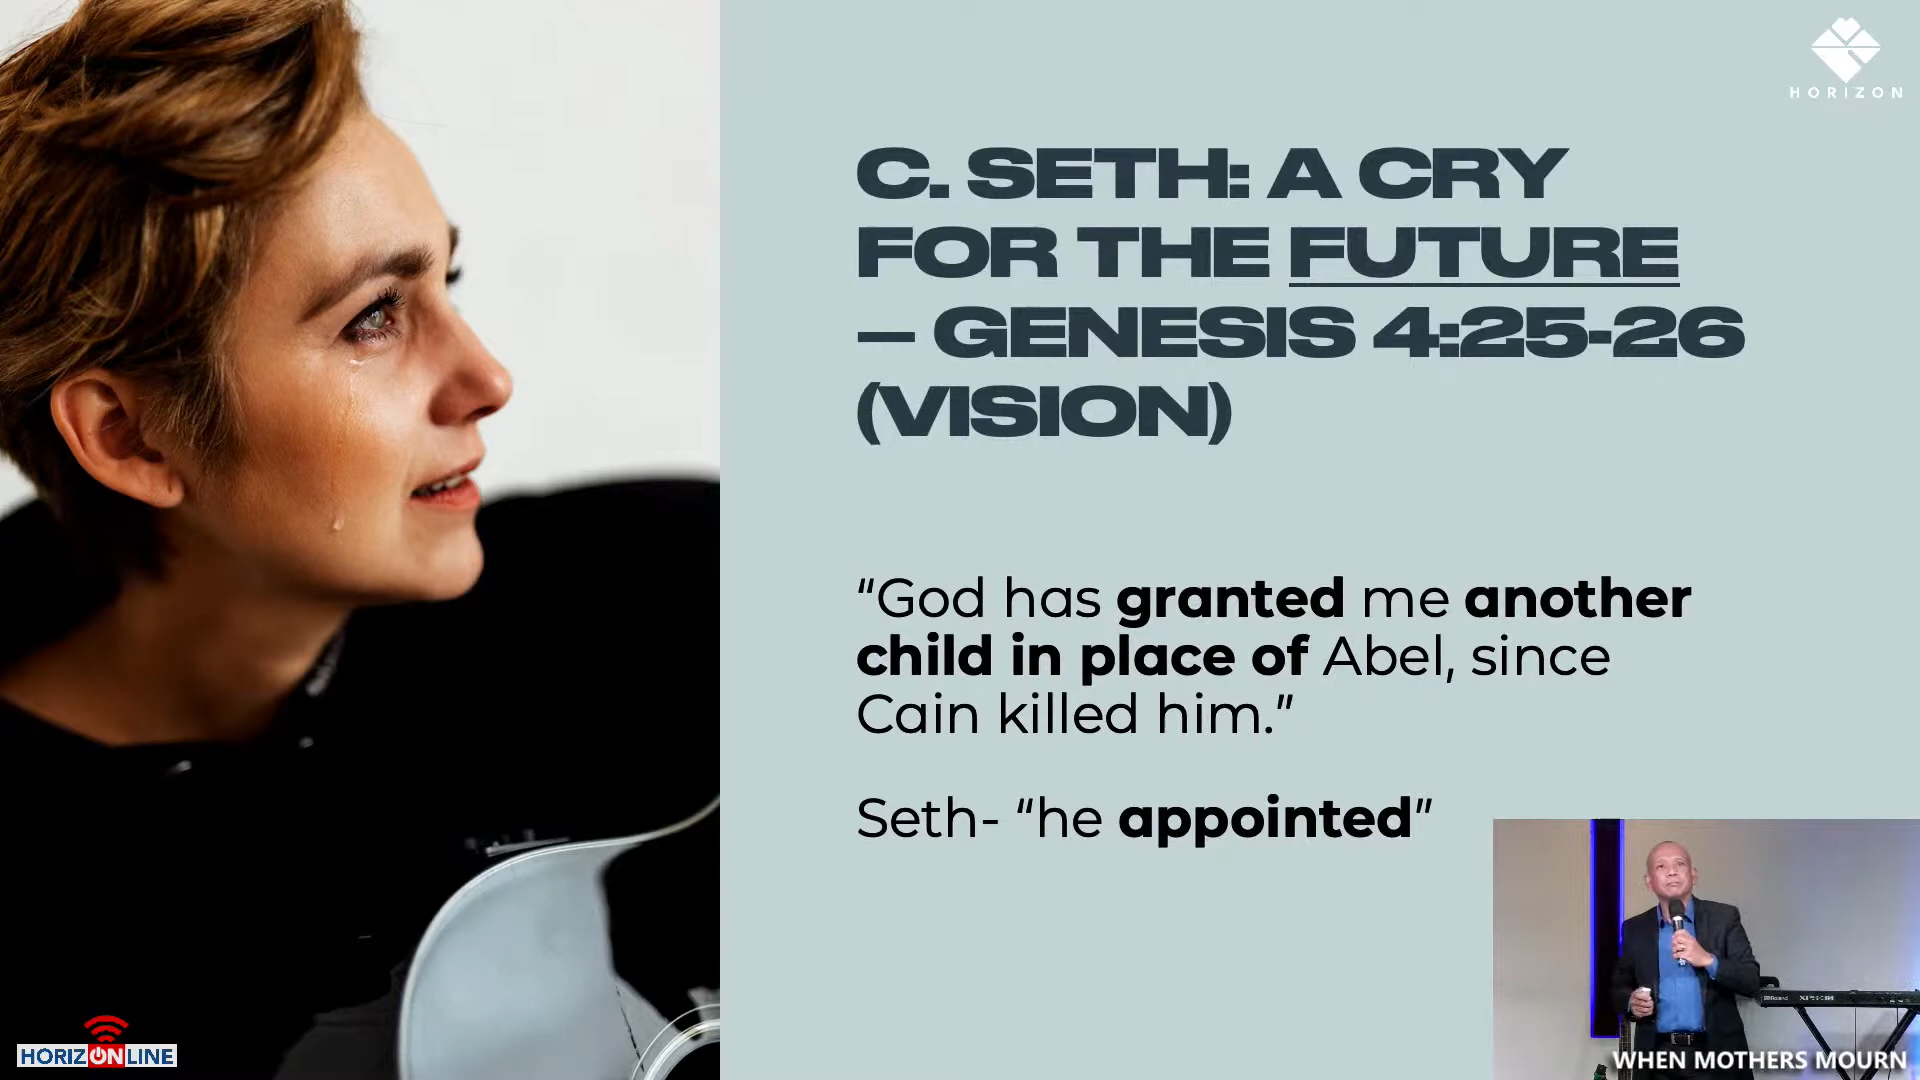 HORIZON
C. SETH: A CRY
FOR THE FUTURE
– GENESIS 4:25-26
(VISION)
“God has granted me another
child in place of Abel, since
Cain killed him.”
Seth- “he appointed”
Roland
WHEN MOTHERS MOURN
HORIZONLINE